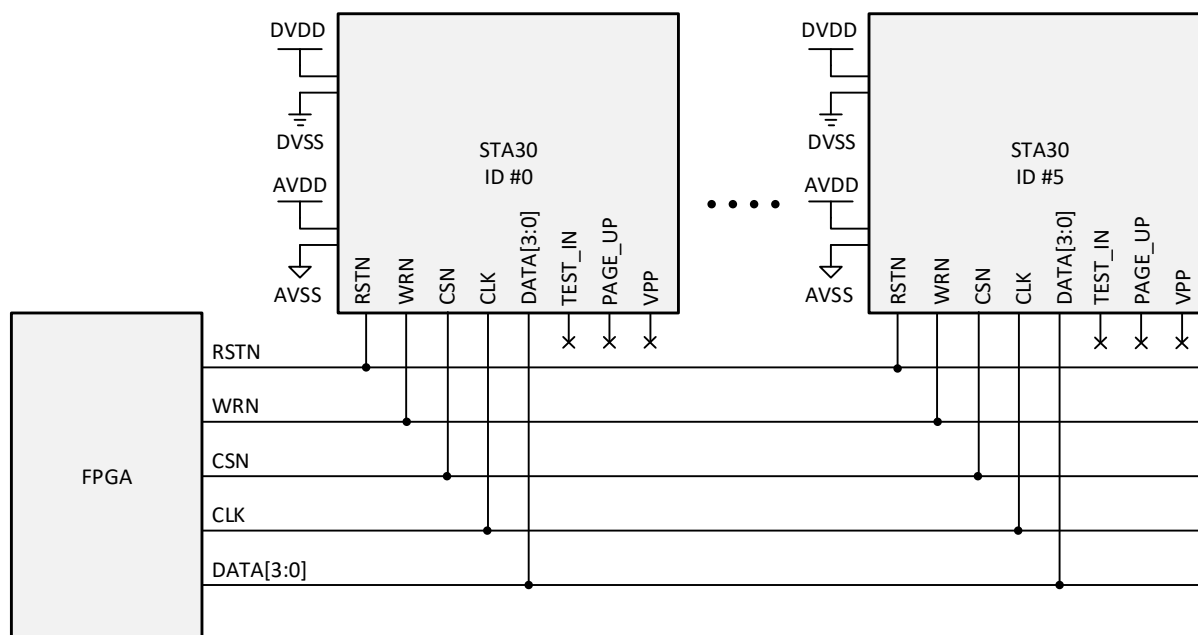 DVDD
DVSS
AVDD
AVSS
STA30
ID #0
RSTN
WRN
CSN
CLK
DATA[3:0]
TEST_IN
PAGE_UP
VPP
DVDD
DVSS
AVDD
AVSS
STA30
ID #5
RSTN
WRN
CSN
CLK
DATA[3:0]
TEST_IN
PAGE_UP
VPP
FPGA
RSTN
WRN
CSN
CLK
DATA[3:0]